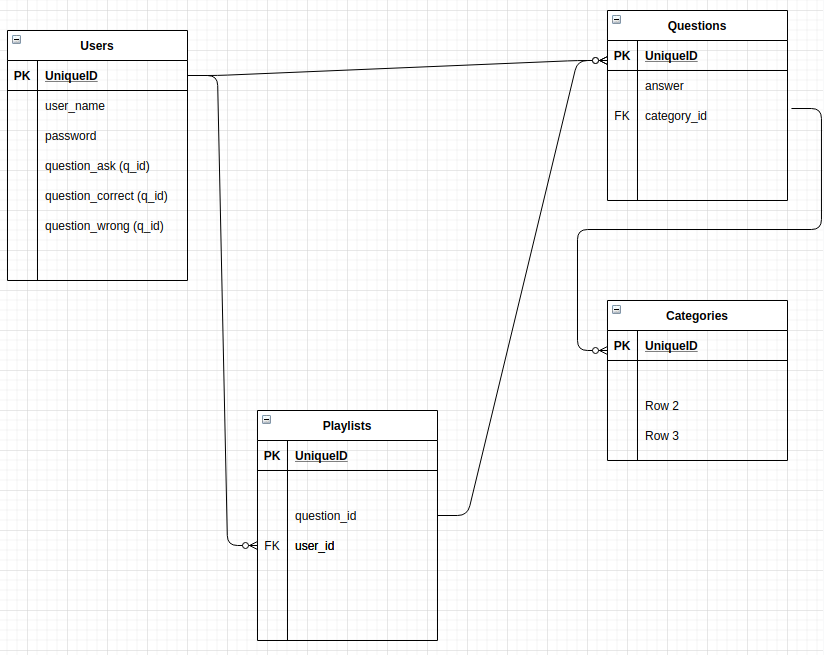 Users
PK UniqueID
user_name
password
question_ask (q_id)
question_correct (q_id)
question_wrong (q_id)
Questions
PK UniqueID
answer
FK category_id
Categories
PK UniqueID
Row 2
Row 3
Playlists
PK UniqueID
question_id
FK user_id